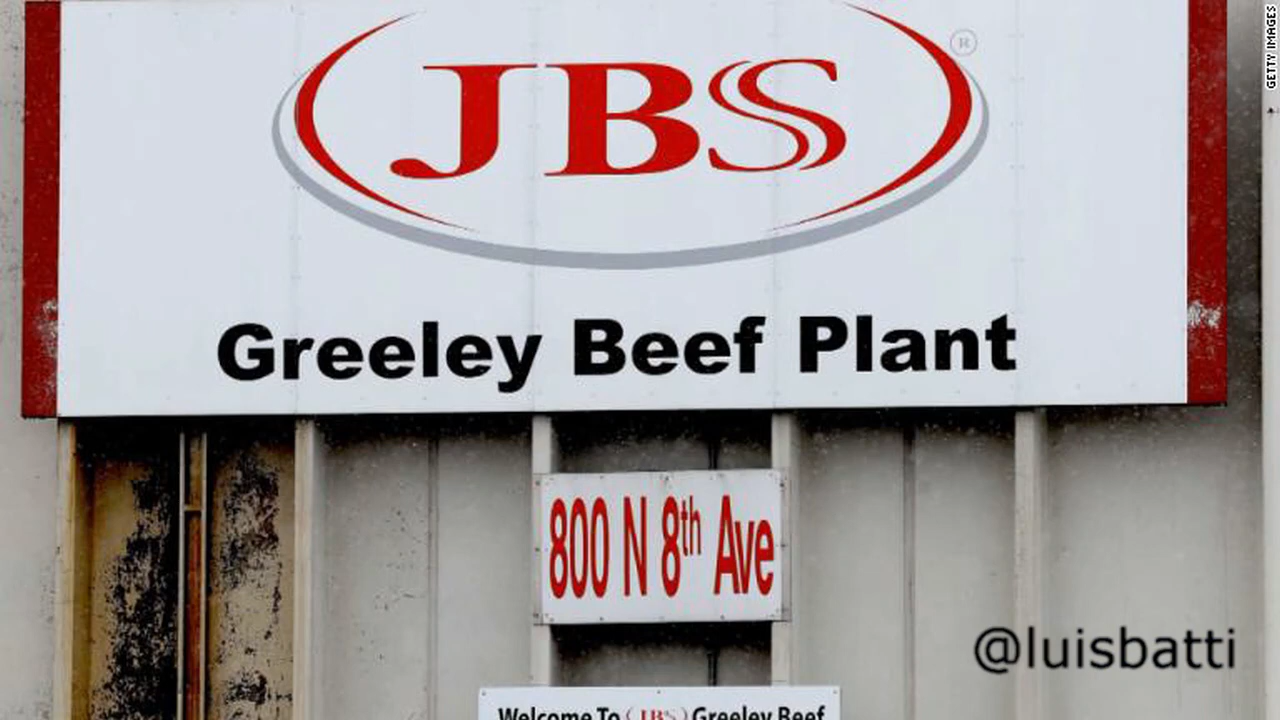 GETTY IMAGES
JBS
®
Greeley Beef Plant
800 N 8th Ave
@luisbatti
Welcome To JBS Greeley Beef